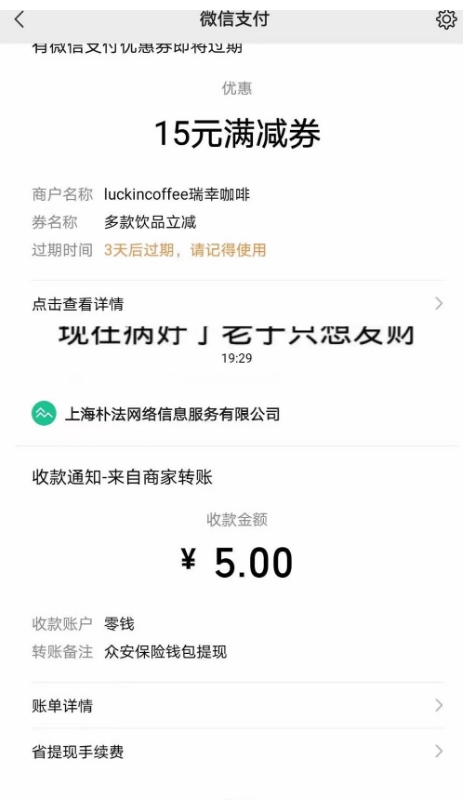 微信支付
有微信支付优惠券即将过期
优惠
15元满减券
商户名称 luckincoffee瑞幸咖啡
券名称 多款饮品立减
过期时间 3天后过期，请记得使用
点击查看详情
现在病好了老子只想发财
19:29
上海朴法网络信息服务有限公司
收款通知-来自商家转账
收款金额
¥ 5.00
收款账户 零钱
转账备注 众安保险钱包提现
账单详情
省提现手续费